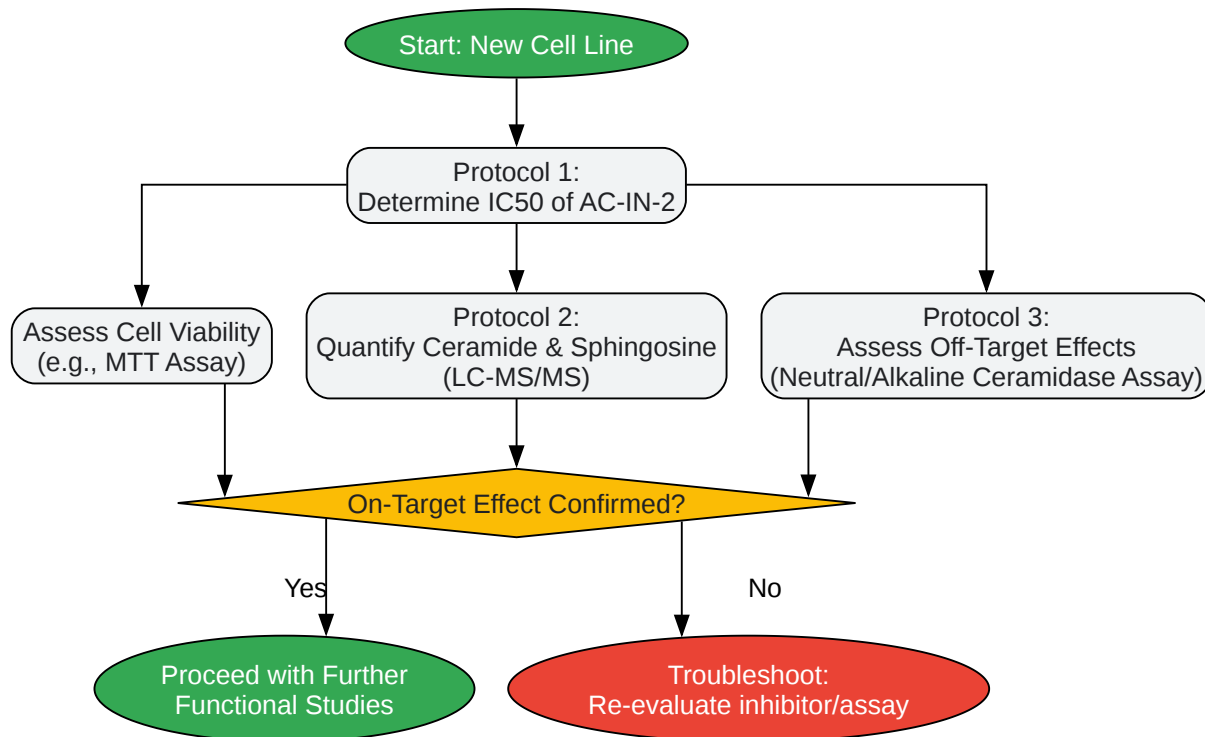 Start: New Cell Line
Protocol 1:
Determine IC50 of AC-IN-2
Assess Cell Viability
(e.g., MTT Assay)
Protocol 2:
Quantify Ceramide & Sphingosine
(LC-MS/MS)
Protocol 3:
Assess Off-Target Effects
(Neutral/Alkaline Ceramidase Assay)
On-Target Effect Confirmed?
Yes
No
Proceed with Further
Functional Studies
Troubleshoot:
Re-evaluate inhibitor/assay